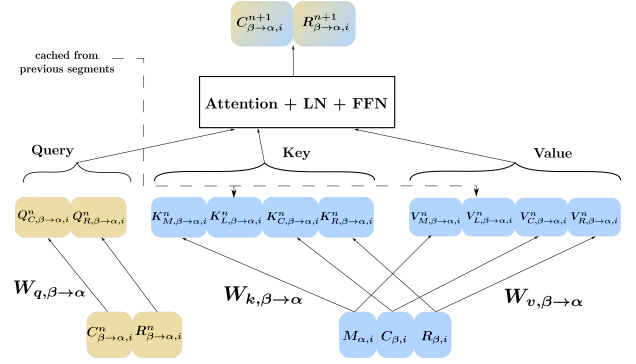 C^{n+1}_{β→α,i} R^{n+1}_{β→α,i}
cached from
previous segments
Attention + LN + FFN
Query Key Value
Q^n_{C,β→α,i} Q^n_{R,β→α,i} K^n_{M,β→α,i} K^n_{L,β→α,i} K^n_{C,β→α,i} K^n_{R,β→α,i} V^n_{M,β→α,i} V^n_{L,β→α,i} V^n_{C,β→α,i} V^n_{R,β→α,i}
W_{q,β→α} W_{k,β→α} W_{v,β→α}
C^n_{β→α,i} R^n_{β→α,i} M_{α,i} C_{β,i} R_{β,i}